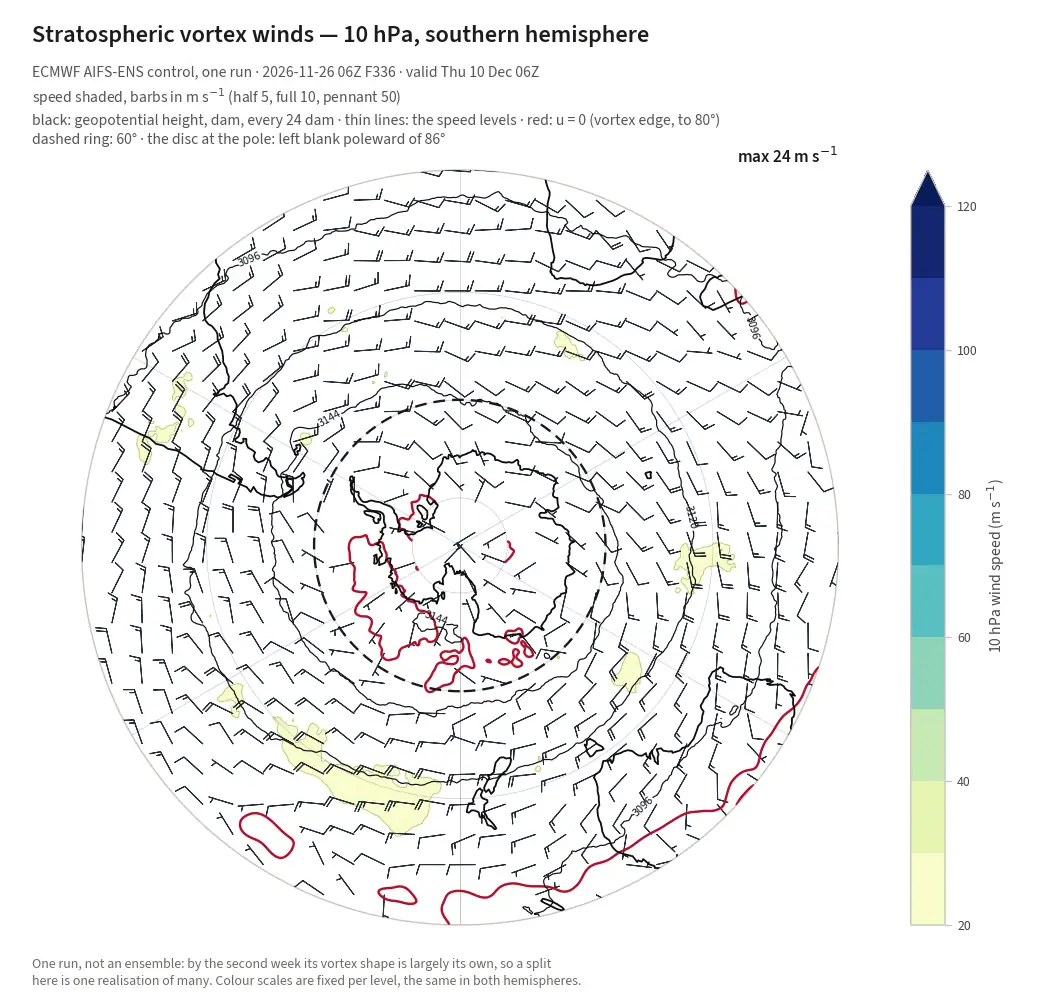 Stratospheric vortex winds — 10 hPa, southern hemisphere
ECMWF AIFS-ENS control, one run · 2026-11-26 06Z F336 · valid Thu 10 Dec 06Z
speed shaded, barbs in m s⁻¹ (half 5, full 10, pennant 50)
black: geopotential height, dam, every 24 dam · thin lines: the speed levels · red: u = 0 (vortex edge, to 80°)
dashed ring: 60° · the disc at the pole: left blank poleward of 86°
max 24 m s⁻¹
120
100
80
60
40
20
10 hPa wind speed (m s⁻¹)
3096
3096
3144
3120
3144
3096
One run, not an ensemble: by the second week its vortex shape is largely its own, so a split
here is one realisation of many. Colour scales are fixed per level, the same in both hemispheres.